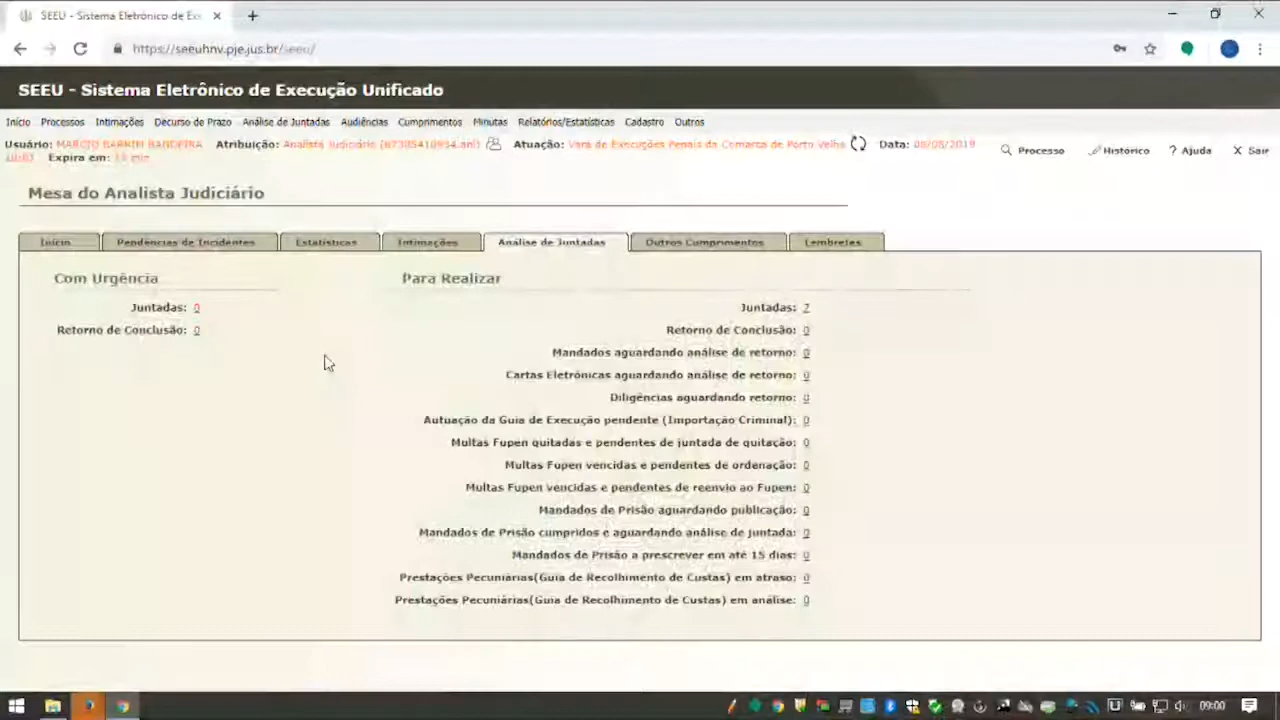 SEEU - Sistema Eletrônico de Exe
https://seeuhnv.pje.jus.br/seeu/
SEEU - Sistema Eletrônico de Execução Unificado
Início Processos Intimações Decurso de Prazo Análise de Juntadas Audiências Cumprimentos Minutas Relatórios/Estatísticas Cadastro Outros
Usuário: Atribuição: Analista Judiciário Atuação: Vara de Execuções Penais da Comarca de Porto Velho Data: 08/08/2019 Processo Histórico ? Ajuda X Sair
Expira em: min
Mesa do Analista Judiciário
Início Pendências de Incidentes Estatísticas Intimações Análise de Juntadas Outros Cumprimentos Lembretes
Com Urgência Para Realizar
Juntadas: 0 Juntadas: 2
Retorno de Conclusão: 0 Retorno de Conclusão: 0
Mandados aguardando análise de retorno: 0
Cartas Eletrônicas aguardando análise de retorno: 0
Diligências aguardando retorno: 0
Autuação da Guia de Execução pendente (Importação Criminal): 0
Multas Fupen quitadas e pendentes de juntada de quitação: 0
Multas Fupen vencidas e pendentes de ordenação: 0
Multas Fupen vencidas e pendentes de reenvio ao Fupen: 0
Mandados de Prisão aguardando publicação: 0
Mandados de Prisão cumpridos e aguardando análise de juntada: 0
Mandados de Prisão a prescrever em até 15 dias: 0
Prestações Pecuniárias(Guia de Recolhimento de Custas) em atraso: 0
Prestações Pecuniárias(Guia de Recolhimento de Custas) em análise: 0
09:00